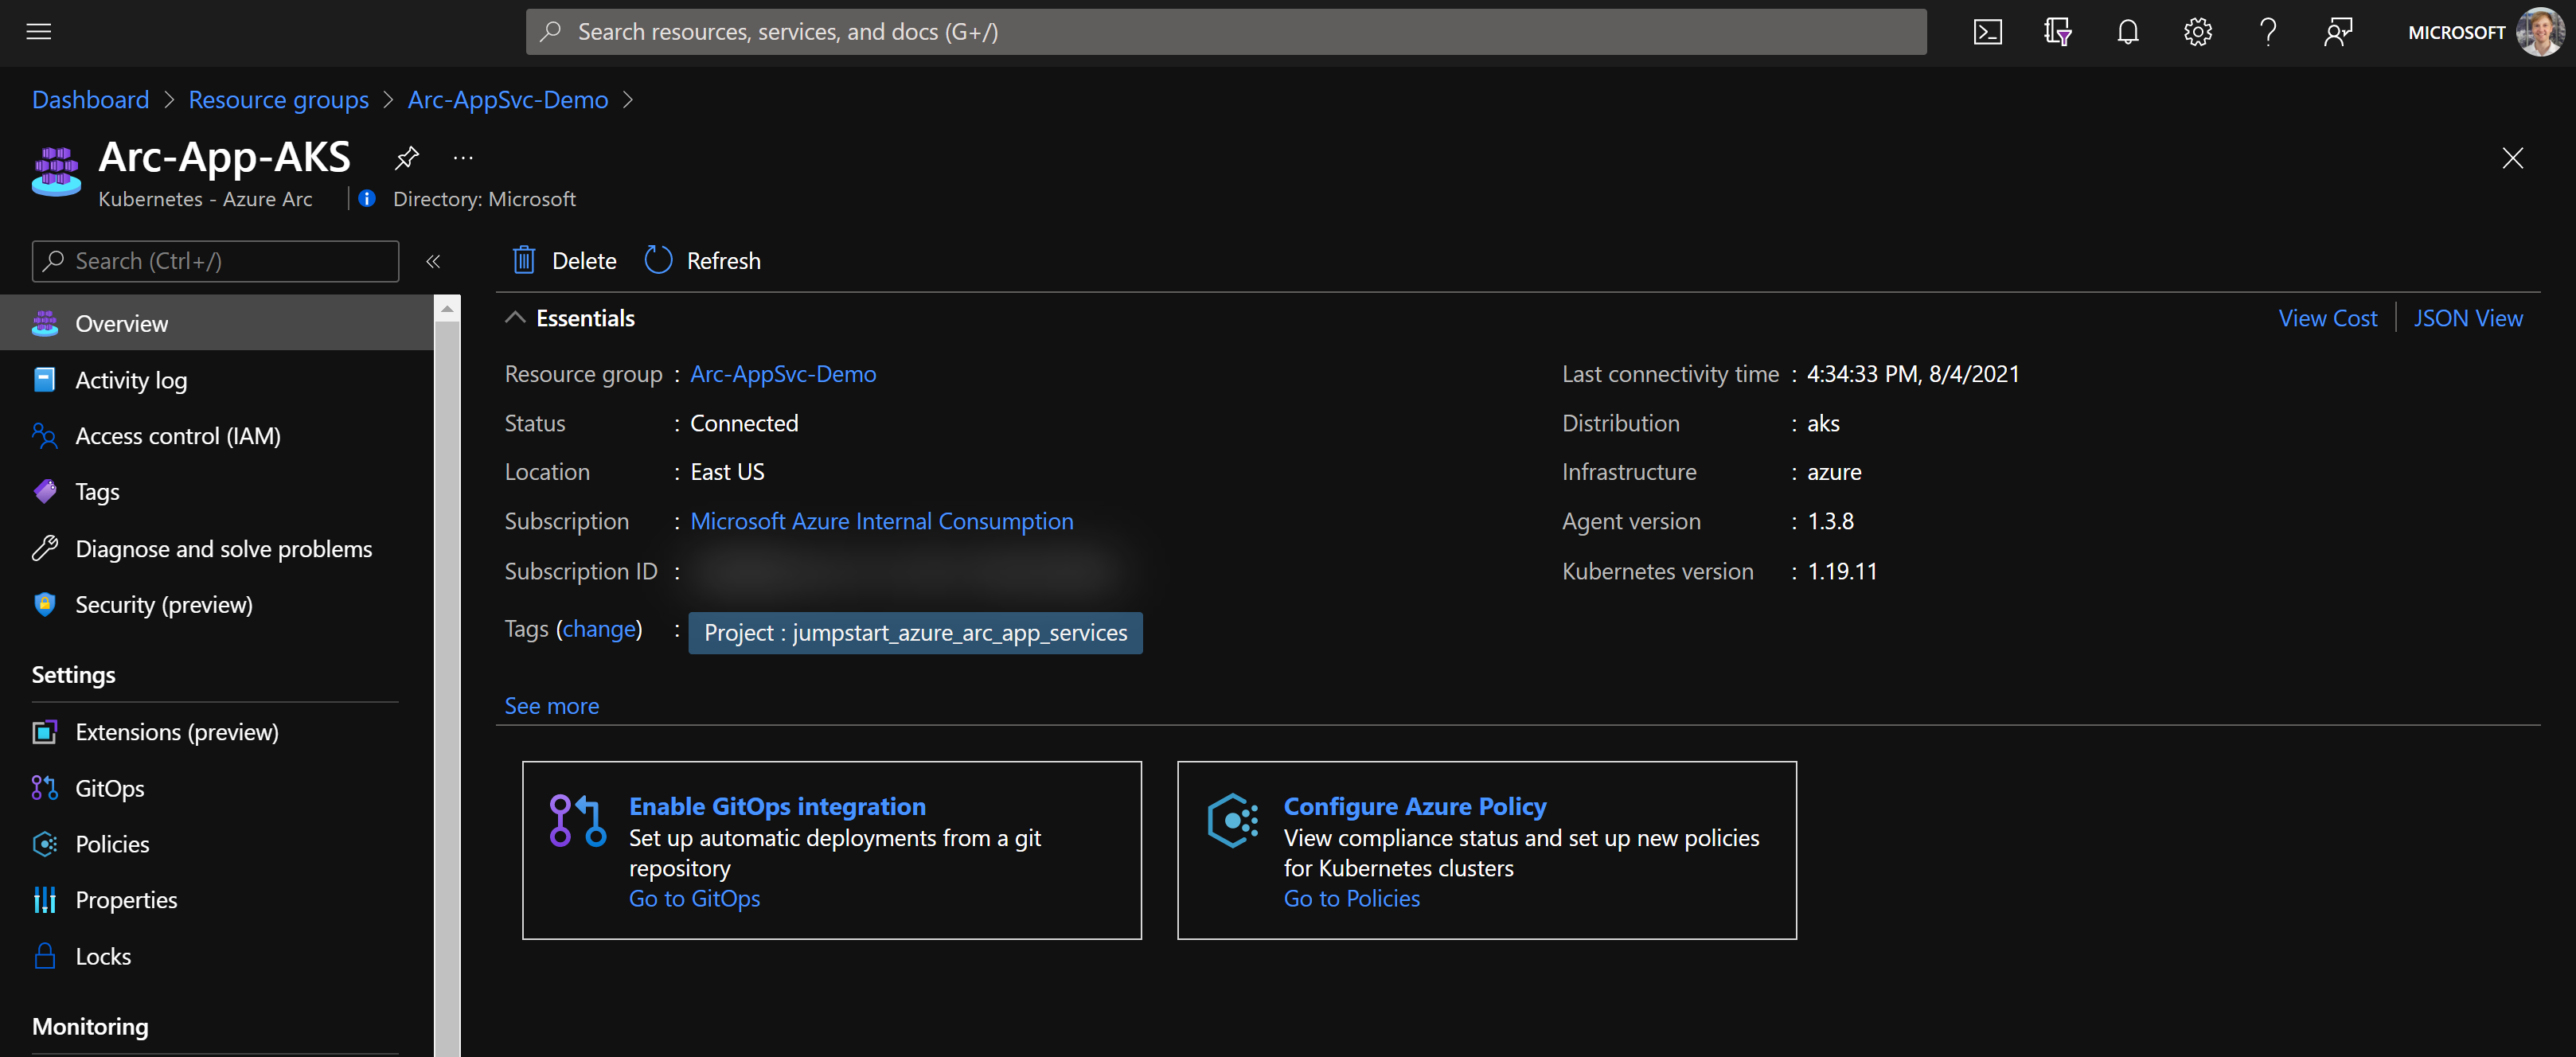 Search resources, services, and docs (G+/)
MICROSOFT
Dashboard > Resource groups > Arc-AppSvc-Demo >
Arc-App-AKS
...
Kubernetes - Azure Arc | Directory: Microsoft
Search (Ctrl+/)
«
Delete
Refresh
Overview
Activity log
Access control (IAM)
Tags
Diagnose and solve problems
Security (preview)
Settings
Extensions (preview)
GitOps
Policies
Properties
Locks
Monitoring
Essentials
View Cost | JSON View
Resource group : Arc-AppSvc-Demo
Status : Connected
Location : East US
Subscription : Microsoft Azure Internal Consumption
Subscription ID :
Tags (change) : Project : jumpstart_azure_arc_app_services
Last connectivity time : 4:34:33 PM, 8/4/2021
Distribution : aks
Infrastructure : azure
Agent version : 1.3.8
Kubernetes version : 1.19.11
See more
Enable GitOps integration
Set up automatic deployments from a git
repository
Go to GitOps
Configure Azure Policy
View compliance status and set up new policies
for Kubernetes clusters
Go to Policies